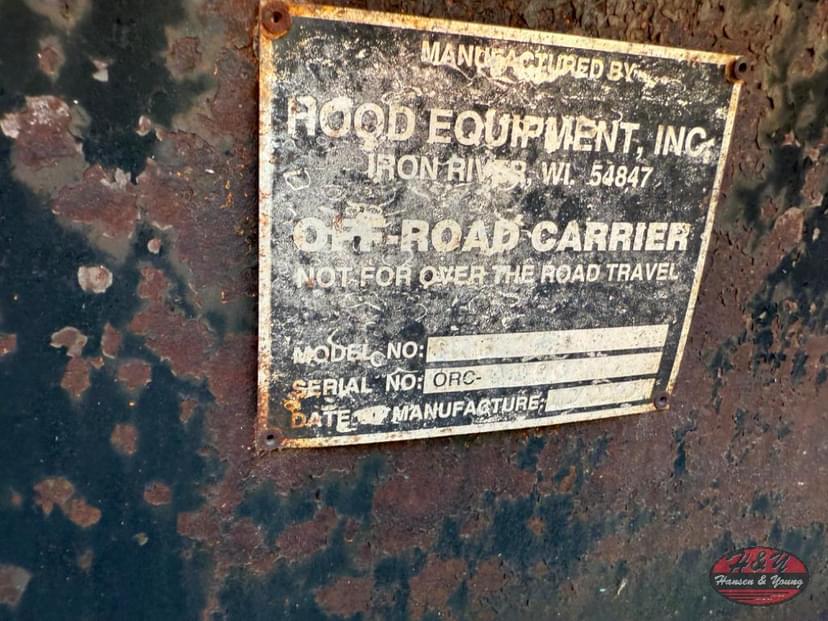 MANUFACTURED BY
HOOD EQUIPMENT, INC.
IRON RIVER, WI. 54847
OFF-ROAD CARRIER
NOT FOR OVER THE ROAD TRAVEL
MODEL NO:
SERIAL NO: ORC-
DATE OF MANUFACTURE:
H&Y
Hansen & Young